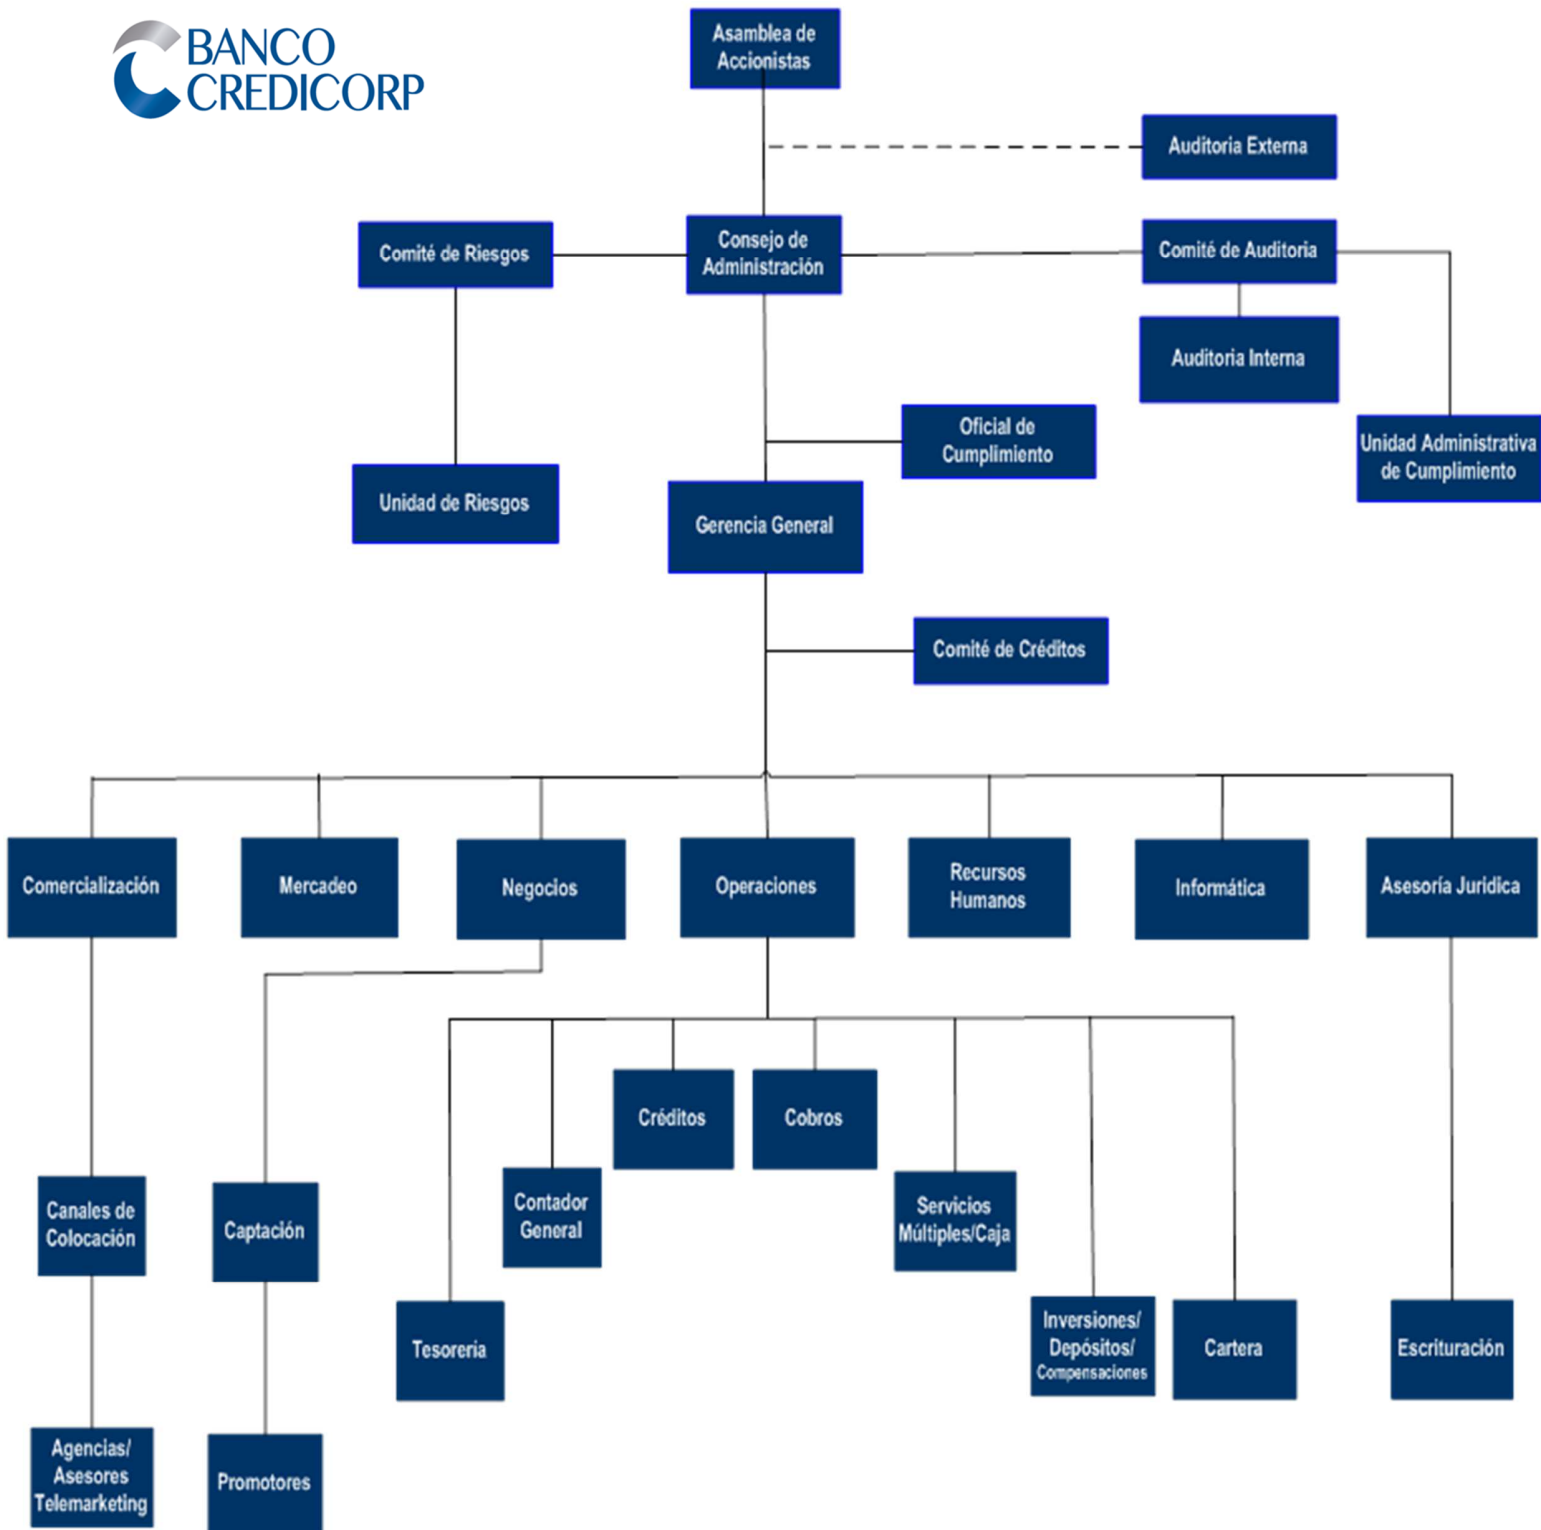 BANCO
CREDICORP
Asamblea de
Accionistas
Auditoria Externa
Comité de Riesgos
Consejo de
Administración
Comité de Auditoria
Auditoria Interna
Oficial de
Cumplimiento
Unidad Administrativa
de Cumplimiento
Unidad de Riesgos
Gerencia General
Comité de Créditos
Comercialización
Mercadeo
Negocios
Operaciones
Recursos
Humanos
Informática
Asesoría Juridica
Créditos
Cobros
Canales de
Colocación
Captación
Contador
General
Servicios
Múltiples/Caja
Tesoreria
Inversiones/
Depósitos/
Compensaciones
Cartera
Escrituración
Agencias/
Asesores
Telemarketing
Promotores